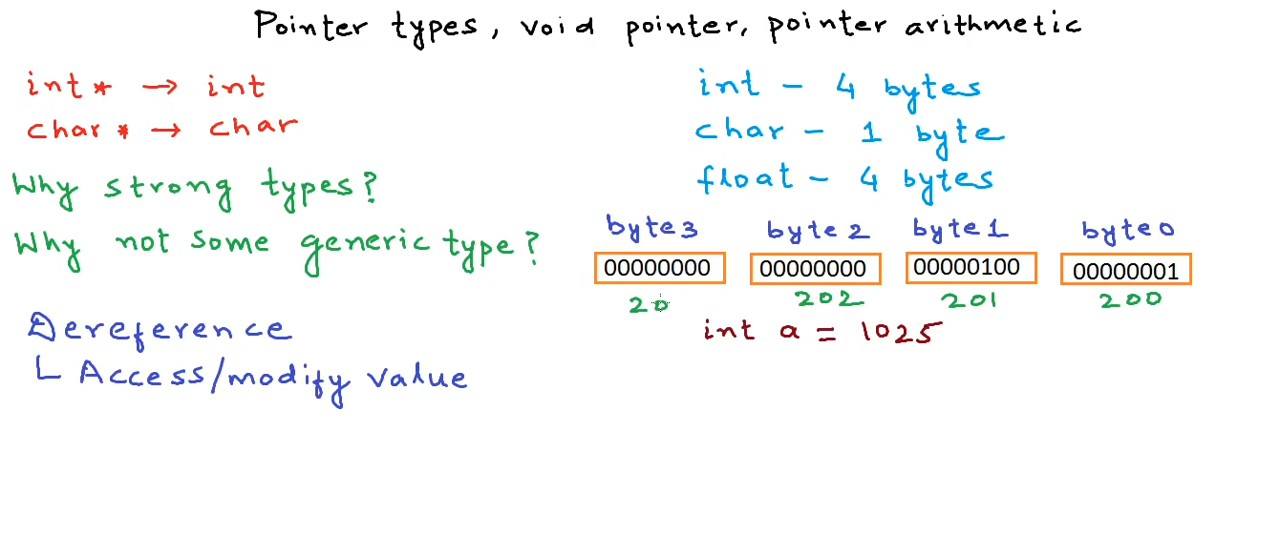 Pointer types, void pointer, pointer arithmetic
int* → int
char* → char
Why strong types?
Why not some generic type?
Dereference
└ Access/modify value
int - 4 bytes
char - 1 byte
float - 4 bytes
byte3 byte2 byte1 byte0
00000000 00000000 00000100 00000001
20 202 201 200
int a = 1025